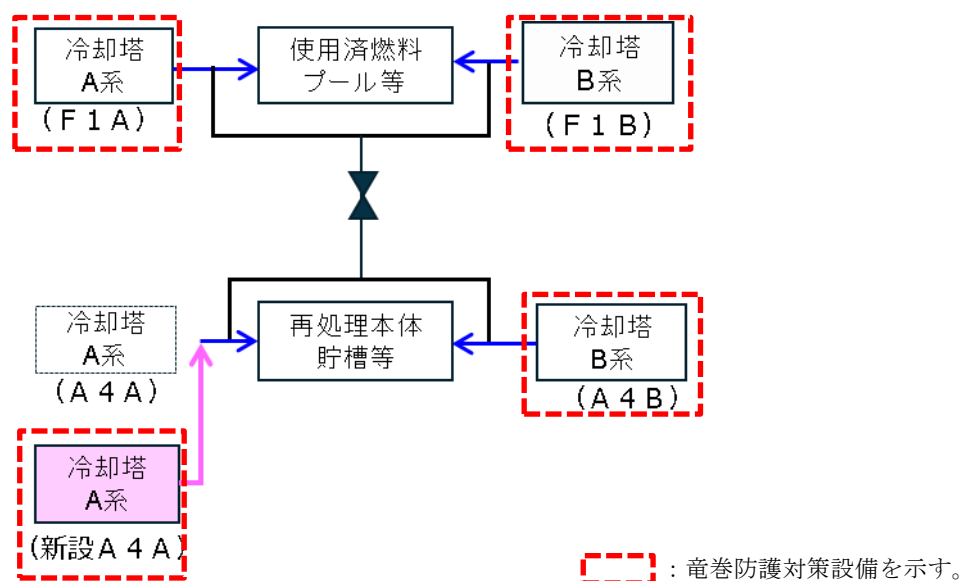 冷却塔
A系
(F1A)
使用済燃料
プール等
冷却塔
B系
(F1B)
冷却塔
A系
(A4A)
再処理本体
貯槽等
冷却塔
B系
(A4B)
冷却塔
A系
(新設A4A)
：竜巻防護対策設備を示す。